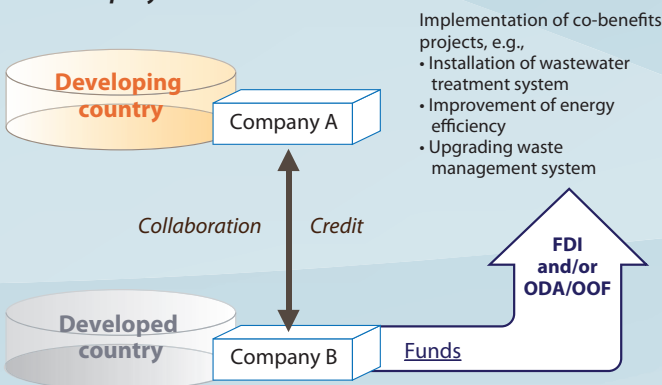 Implementation of co-benefits
projects, e.g.,
• Installation of wastewater
treatment system
• Improvement of energy
efficiency
• Upgrading waste
management system
Developing
country
Company A
Collaboration
Credit
FDI
and/or
ODA/OOF
Developed
country
Company B
Funds